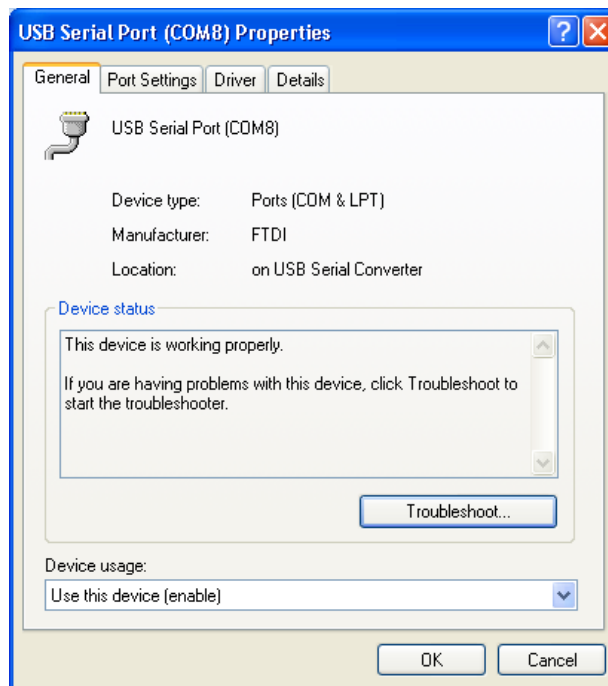 USB Serial Port (COM8) Properties
General Port Settings Driver Details
USB Serial Port (COM8)
Device type: Ports (COM & LPT)
Manufacturer: FTDI
Location: on USB Serial Converter
Device status
This device is working properly.
If you are having problems with this device, click Troubleshoot to
start the troubleshooter.
Troubleshoot...
Device usage:
Use this device (enable)
OK Cancel